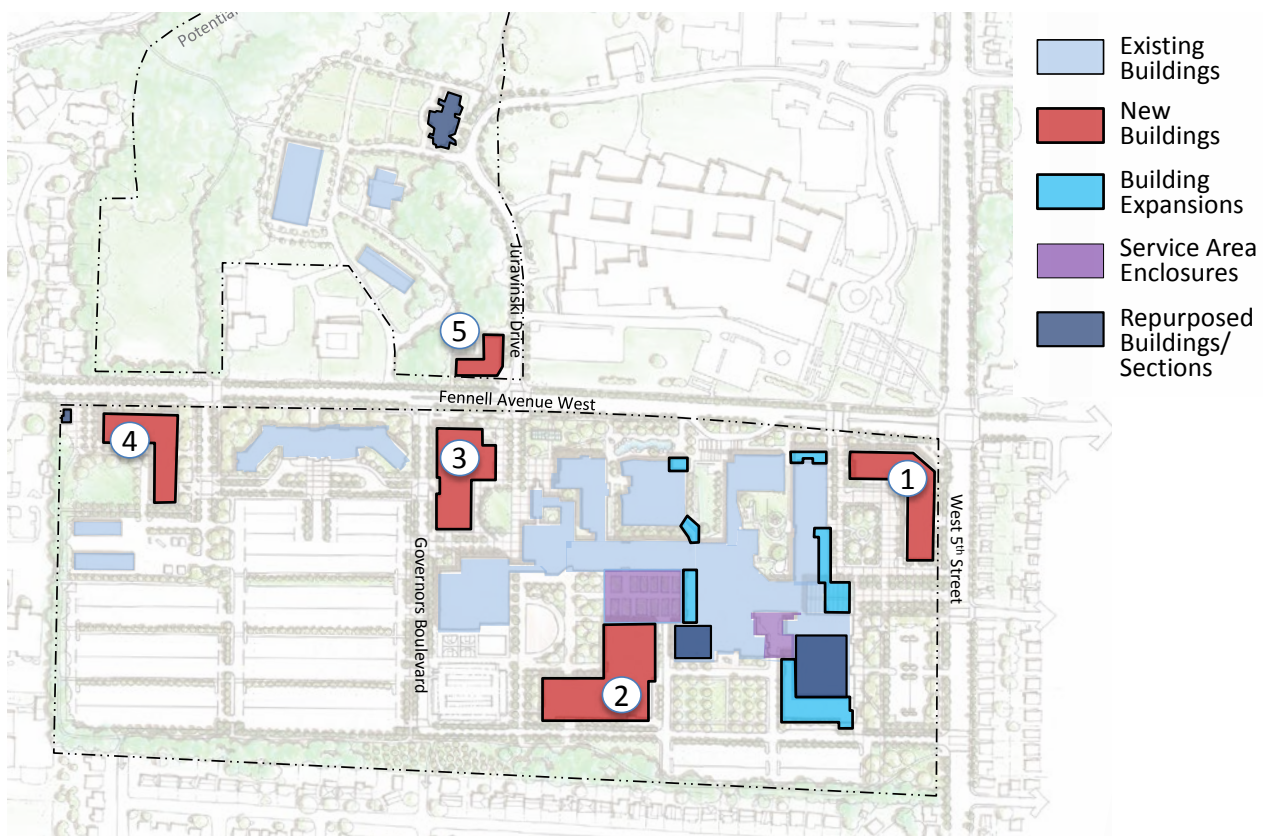 Potential
Existing
Buildings
New
Buildings
Building
Expansions
Service Area
Enclosures
Repurposed
Buildings/
Sections
Juravinski Drive
5
Fennell Avenue West
4
3
1
West 5th Street
Governors Boulevard
2